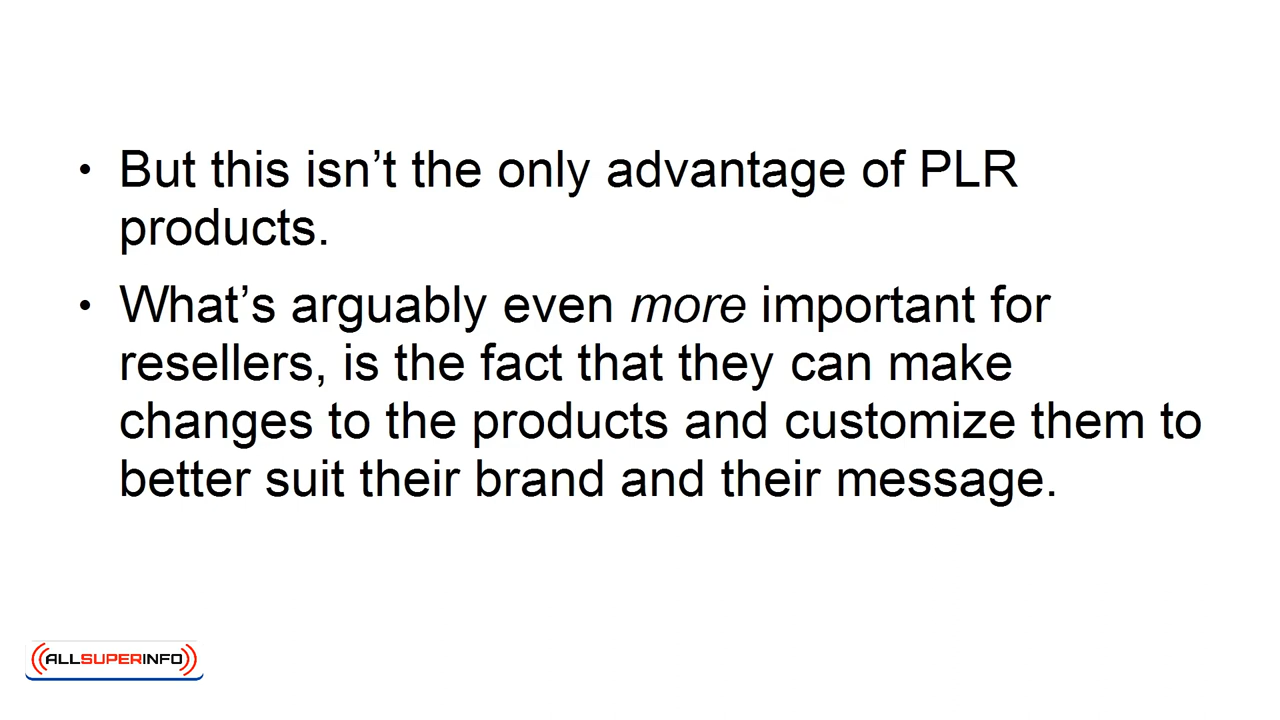 • But this isn’t the only advantage of PLR
products.
• What’s arguably even more important for
resellers, is the fact that they can make
changes to the products and customize them to
better suit their brand and their message.
ALLSUPERINFO